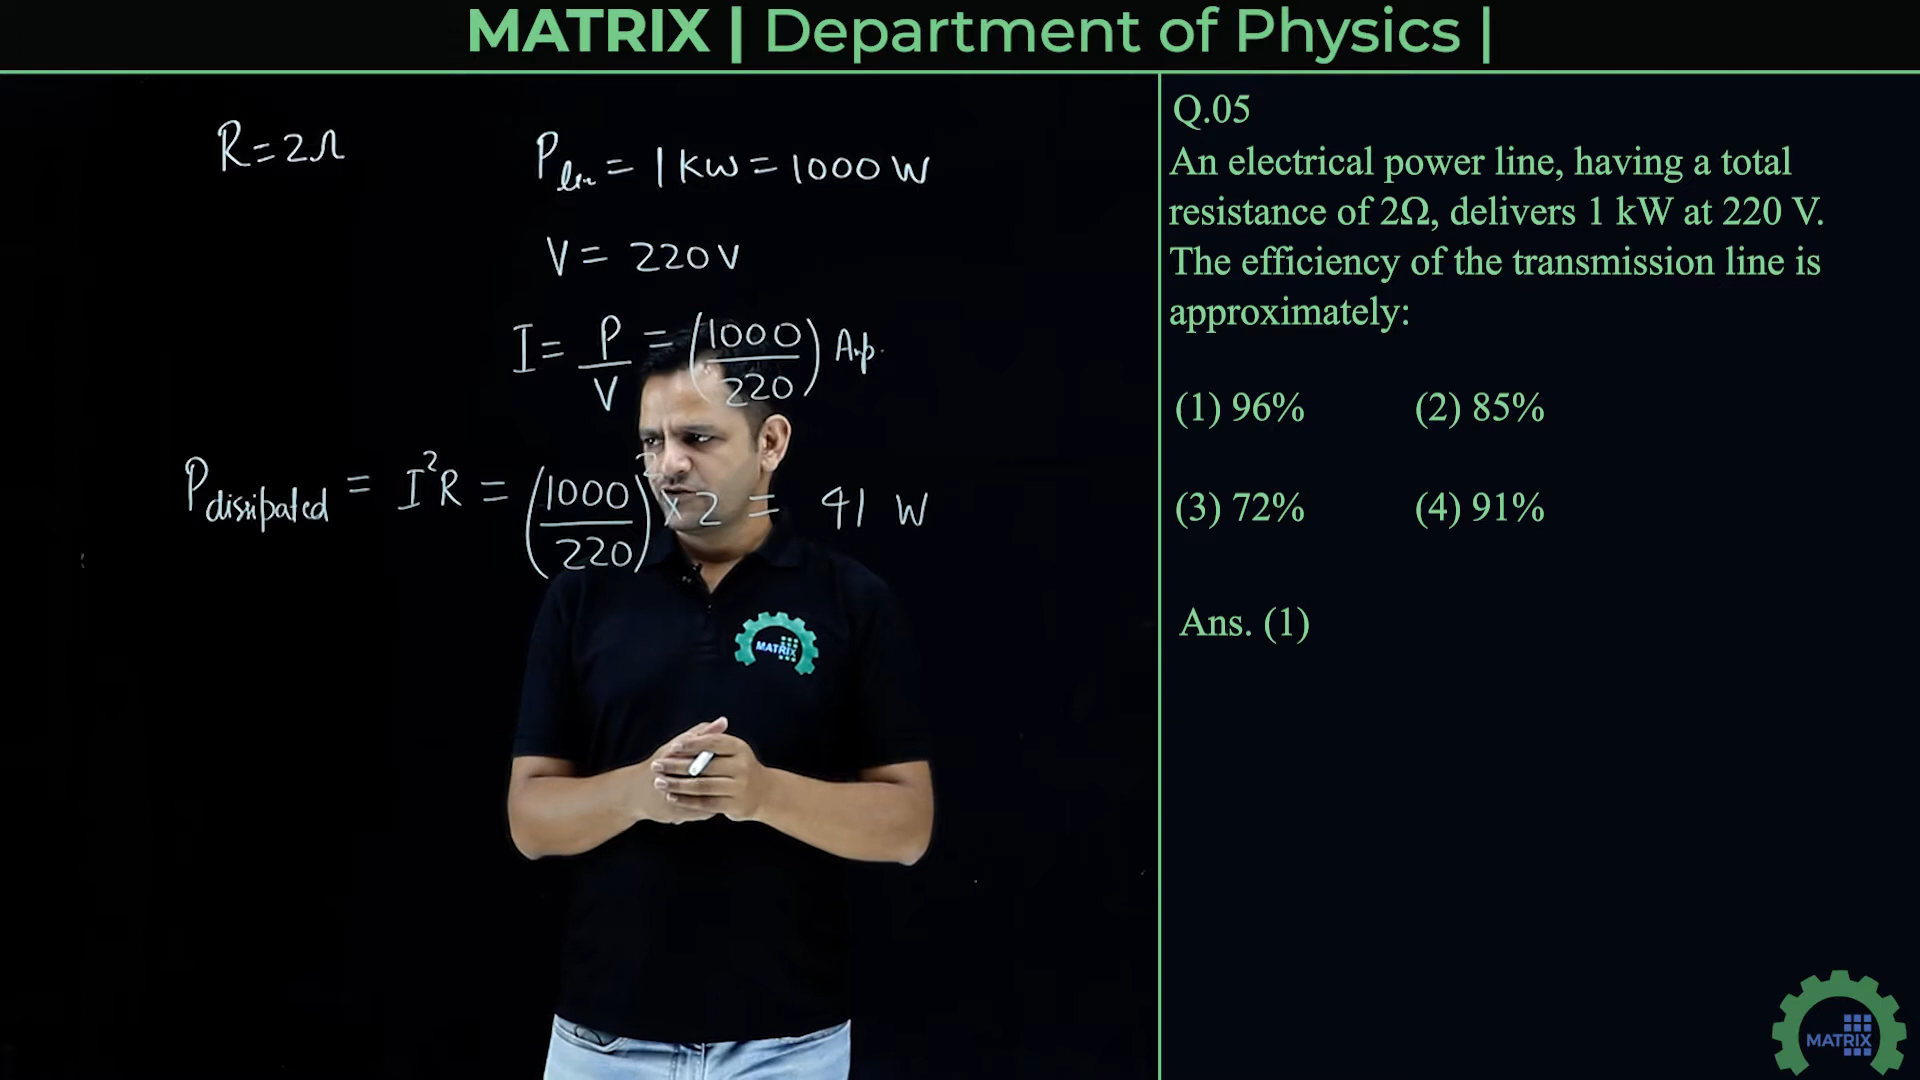 MATRIX | Department of Physics |
R = 2Ω
P_line = 1 kW = 1000 W
V = 220 V
I = P/V = (1000/220) Amp.
P_dissipated = I²R = (1000/220)² × 2 = 41 W
Q.05
An electrical power line, having a total
resistance of 2Ω, delivers 1 kW at 220 V.
The efficiency of the transmission line is
approximately:
(1) 96% (2) 85%
(3) 72% (4) 91%
Ans. (1)
MATRIX
MATRIX